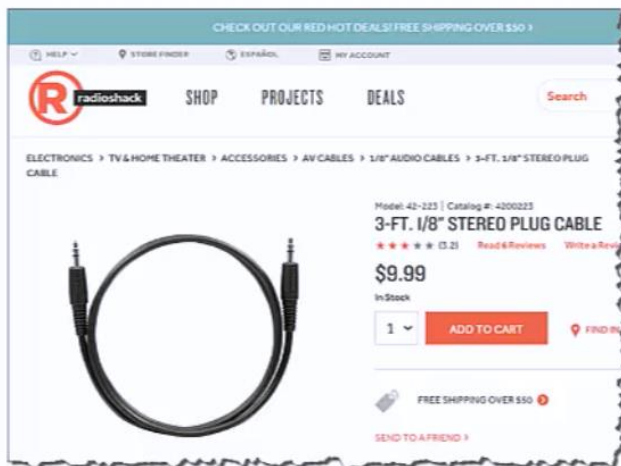 CHECK OUT OUR RED HOT DEALS! FREE SHIPPING OVER $50 >
HELP STORE FINDER ESPAÑOL MY ACCOUNT
R radioshack SHOP PROJECTS DEALS Search
ELECTRONICS > TV & HOME THEATER > ACCESSORIES > AV CABLES > 1/8" AUDIO CABLES > 3-FT. 1/8" STEREO PLUG
CABLE
Model: 42-223 | Catalog #: 4200223
3-FT. 1/8" STEREO PLUG CABLE
(3.2) Read 6 Reviews Write a Revi
$9.99
In Stock
1 ADD TO CART FIND IN
FREE SHIPPING OVER $50
SEND TO A FRIEND >